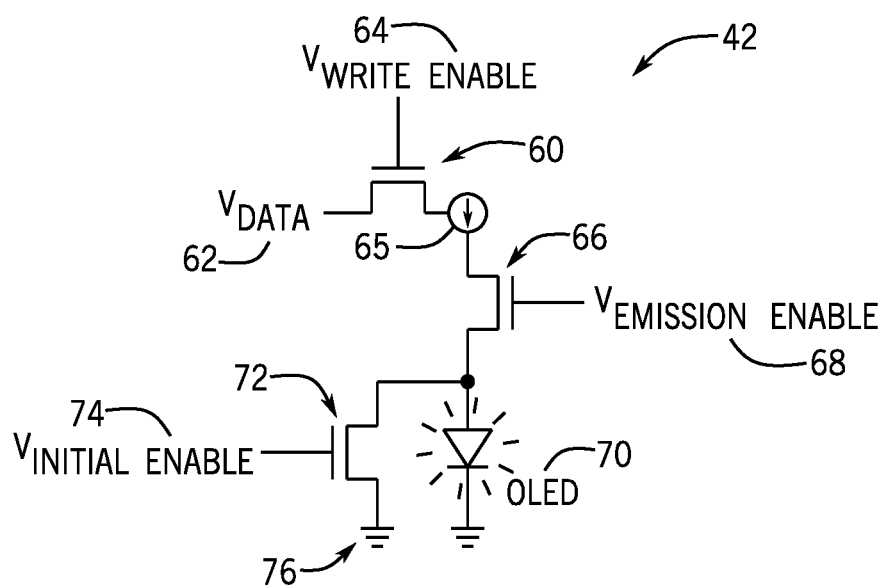 64
42
VWRITE ENABLE
60
VDATA
62
65
66
VEMISSION ENABLE
68
72
74
VINITIAL ENABLE
70
OLED
76